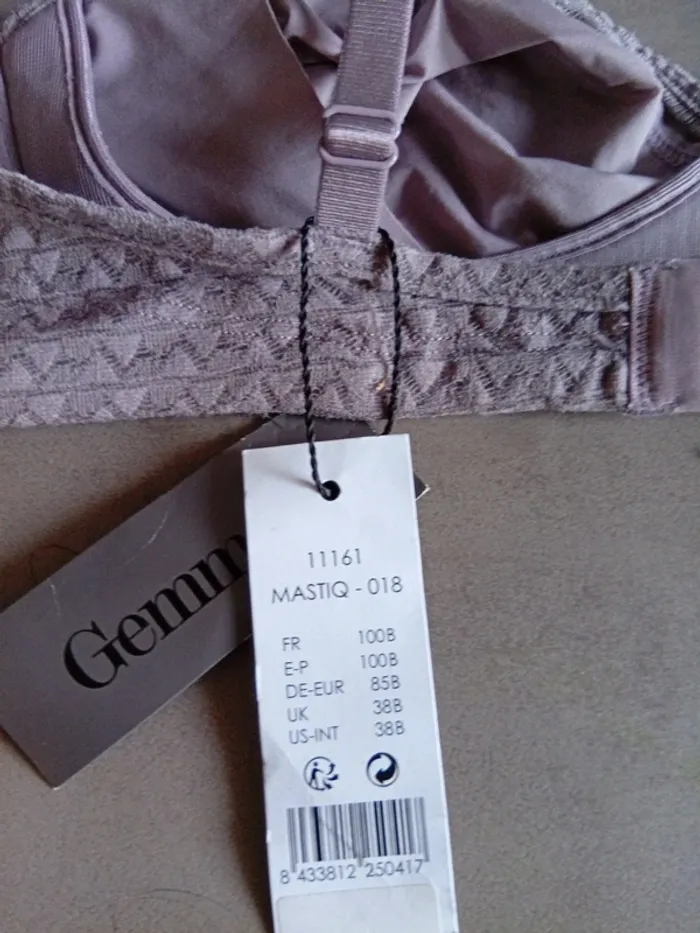 Gemm
11161
MASTIQ - 018
FR 100B
E-P 100B
DE-EUR 85B
UK 38B
US-INT 38B
8 433812 250417